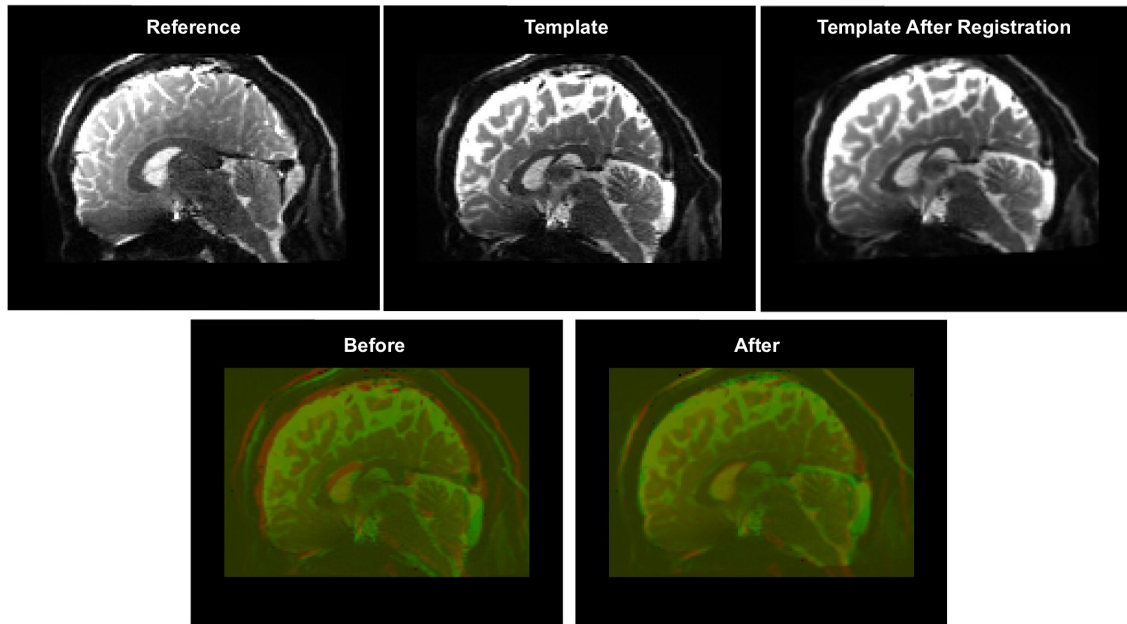 Reference
Template
Template After Registration
Before
After